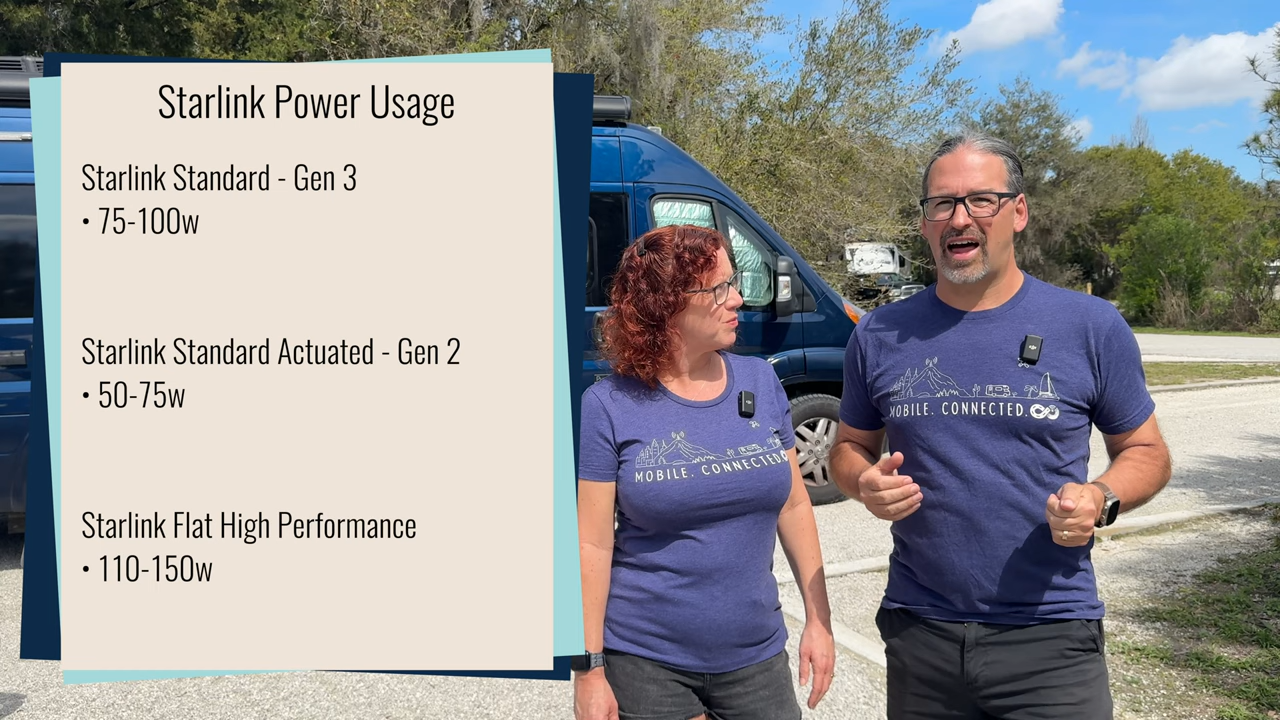 Starlink Power Usage
Starlink Standard - Gen 3
• 75-100w
Starlink Standard Actuated - Gen 2
• 50-75w
Starlink Flat High Performance
• 110-150w
MOBILE. CONNECTED.
MOBILE. CONNECTED.